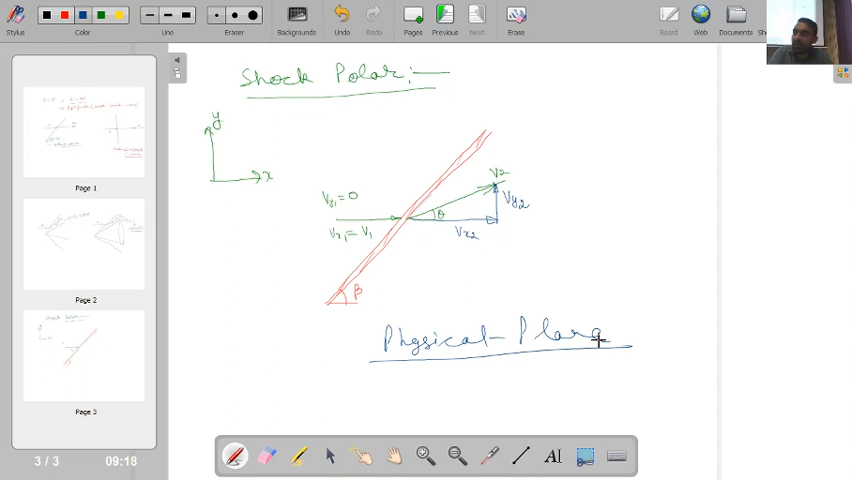 Stylus
Color
Line
Eraser
Backgrounds
Undo
Pages
Previous
Next
Erase
Board
Web
Documents
Shock Polar:—
y
x
Vy1=0
Vx1=V1
θ
V2
Vy2
Vx2
β
Physical-Plane
Page 1
Page 2
Page 3
3 / 3
09:18